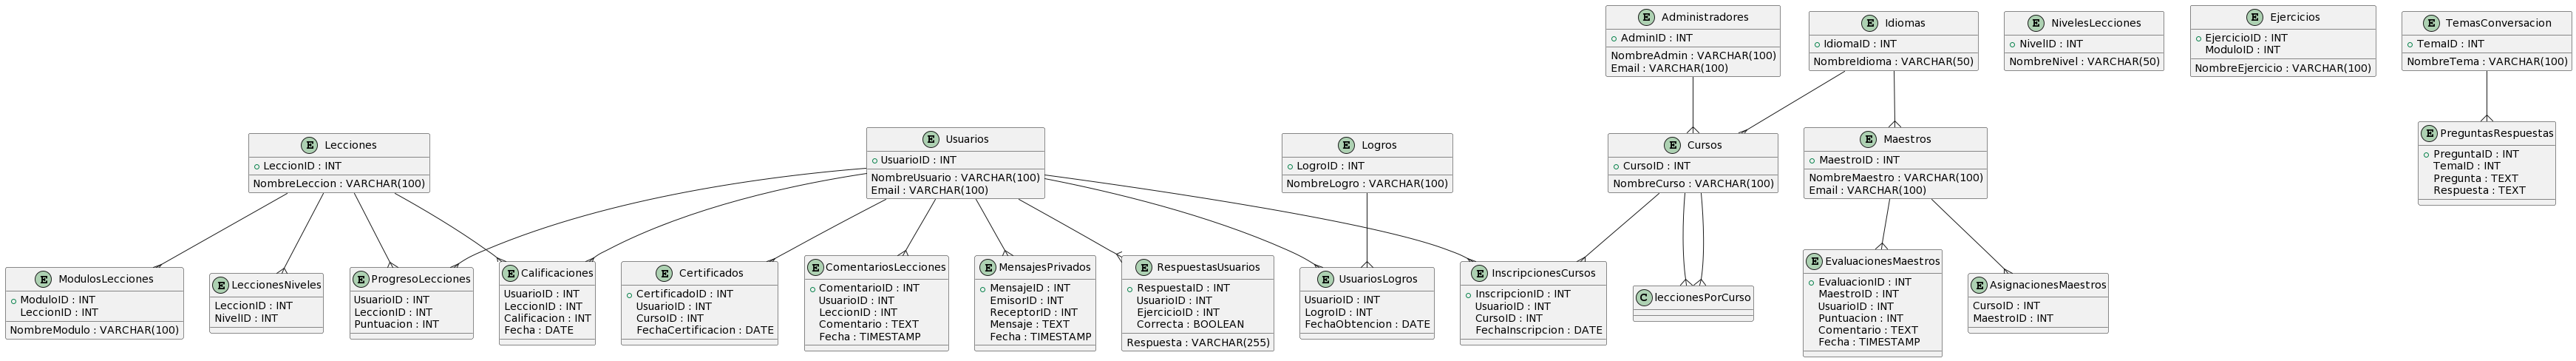 E Administradores
+ AdminID : INT
NombreAdmin : VARCHAR(100)
Email : VARCHAR(100)
E Idiomas
+ IdiomaID : INT
NombreIdioma : VARCHAR(50)
E NivelesLecciones
+ NivelID : INT
NombreNivel : VARCHAR(50)
E Ejercicios
+ EjercicioID : INT
ModuloID : INT
NombreEjercicio : VARCHAR(100)
E TemasConversacion
+ TemaID : INT
NombreTema : VARCHAR(100)
E Lecciones
+ LeccionID : INT
NombreLeccion : VARCHAR(100)
E Usuarios
+ UsuarioID : INT
NombreUsuario : VARCHAR(100)
Email : VARCHAR(100)
E Logros
+ LogroID : INT
NombreLogro : VARCHAR(100)
E Cursos
+ CursoID : INT
NombreCurso : VARCHAR(100)
E Maestros
+ MaestroID : INT
NombreMaestro : VARCHAR(100)
Email : VARCHAR(100)
E PreguntasRespuestas
+ PreguntaID : INT
TemaID : INT
Pregunta : TEXT
Respuesta : TEXT
E ModulosLecciones
+ ModuloID : INT
LeccionID : INT
NombreModulo : VARCHAR(100)
E LeccionesNiveles
LeccionID : INT
NivelID : INT
E ProgresoLecciones
UsuarioID : INT
LeccionID : INT
Puntuacion : INT
E Calificaciones
UsuarioID : INT
LeccionID : INT
Calificacion : INT
Fecha : DATE
E Certificados
+ CertificadoID : INT
UsuarioID : INT
CursoID : INT
FechaCertificacion : DATE
E ComentariosLecciones
+ ComentarioID : INT
UsuarioID : INT
LeccionID : INT
Comentario : TEXT
Fecha : TIMESTAMP
E MensajesPrivados
+ MensajeID : INT
EmisorID : INT
ReceptorID : INT
Mensaje : TEXT
Fecha : TIMESTAMP
E RespuestasUsuarios
+ RespuestaID : INT
UsuarioID : INT
EjercicioID : INT
Correcta : BOOLEAN
Respuesta : VARCHAR(255)
E UsuariosLogros
UsuarioID : INT
LogroID : INT
FechaObtencion : DATE
E InscripcionesCursos
+ InscripcionID : INT
UsuarioID : INT
CursoID : INT
FechaInscripcion : DATE
C leccionesPorCurso
E EvaluacionesMaestros
+ EvaluacionID : INT
MaestroID : INT
UsuarioID : INT
Puntuacion : INT
Comentario : TEXT
Fecha : TIMESTAMP
E AsignacionesMaestros
CursoID : INT
MaestroID : INT